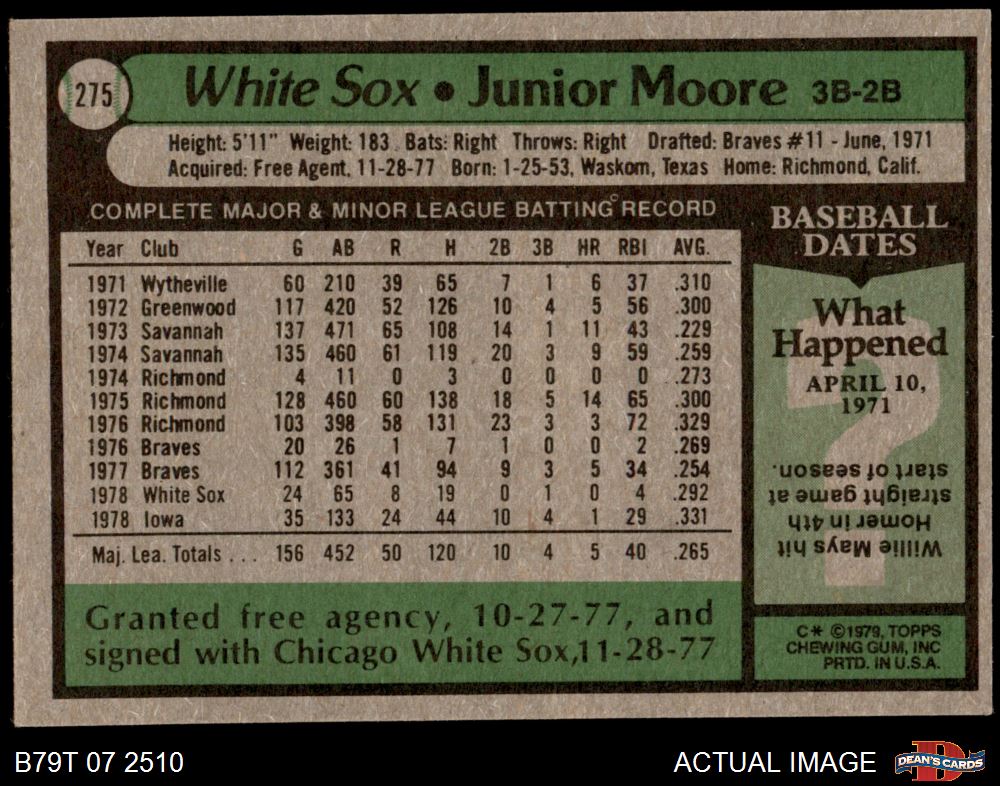 275
White Sox • Junior Moore 3B-2B
Height: 5'11" Weight: 183 Bats: Right Throws: Right Drafted: Braves #11 - June, 1971
Acquired: Free Agent, 11-28-77 Born: 1-25-53, Waskom, Texas Home: Richmond, Calif.
COMPLETE MAJOR & MINOR LEAGUE BATTING RECORD
Year Club G AB R H 2B 3B HR RBI AVG.
1971 Wytheville 60 210 39 65 7 1 6 37 .310
1972 Greenwood 117 420 52 126 10 4 5 56 .300
1973 Savannah 137 471 65 108 14 1 11 43 .229
1974 Savannah 135 460 61 119 20 3 9 59 .259
1974 Richmond 4 11 0 3 0 0 0 0 .273
1975 Richmond 128 460 60 138 18 5 14 65 .300
1976 Richmond 103 398 58 131 23 3 3 72 .329
1976 Braves 20 26 1 7 1 0 0 2 .269
1977 Braves 112 361 41 94 9 3 5 34 .254
1978 White Sox 24 65 8 19 0 1 0 4 .292
1978 Iowa 35 133 24 44 10 4 1 29 .331
Maj. Lea. Totals . . . 156 452 50 120 10 4 5 40 .265
Granted free agency, 10-27-77, and
signed with Chicago White Sox, 11-28-77
BASEBALL
DATES
What
Happened
APRIL 10,
1971
?
Willie Mays hit
Homer in 4th
straight game at
start of season.
C* ©1979, TOPPS
CHEWING GUM, INC
PRTD. IN U.S.A.
B79T 07 2510
ACTUAL IMAGE
D
DEAN'S CARDS